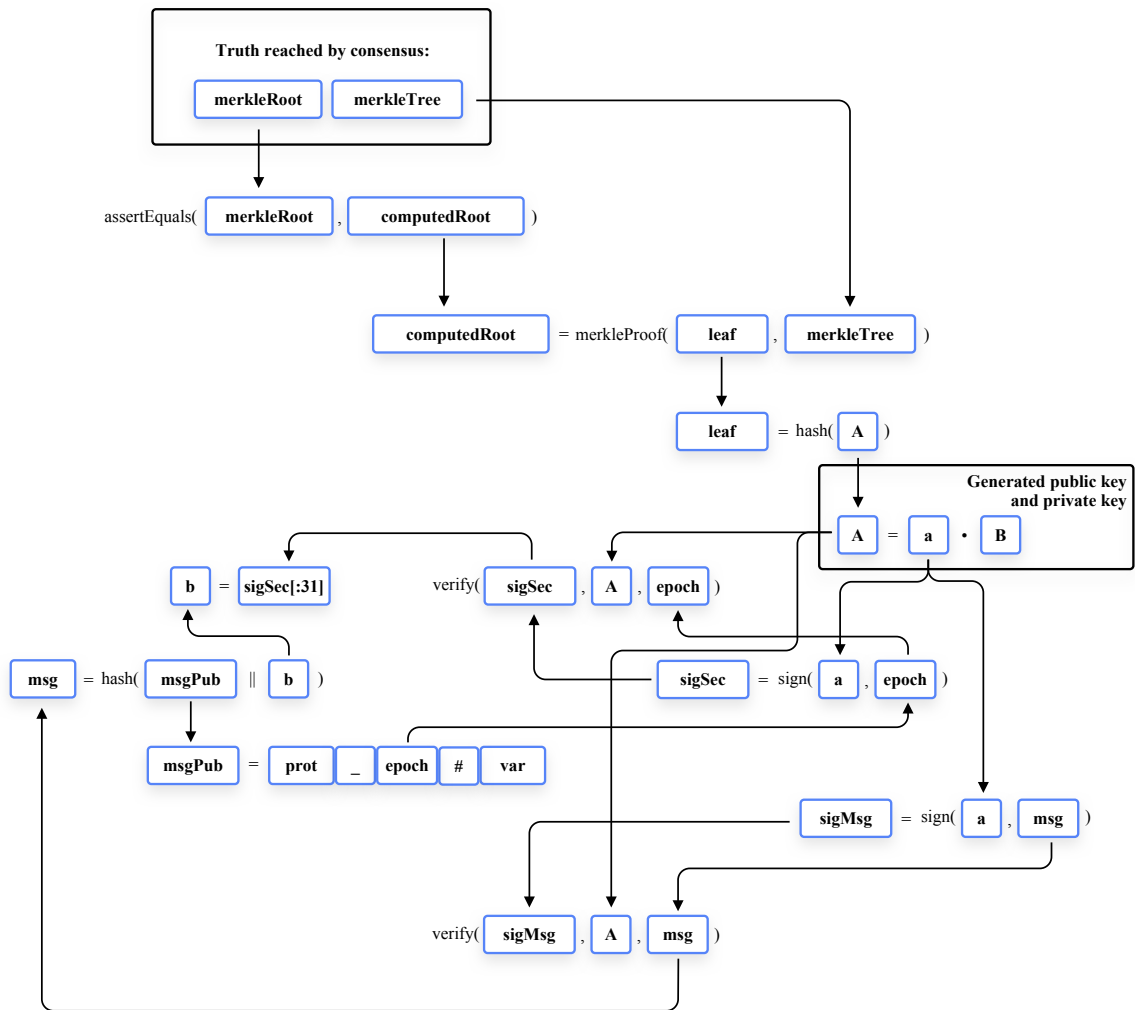 Truth reached by consensus:
merkleRoot merkleTree
assertEquals( merkleRoot , computedRoot )
computedRoot = merkleProof( leaf , merkleTree )
leaf = hash( A )
Generated public key
and private key
A = a • B
b = sigSec[:31]
verify( sigSec , A , epoch )
msg = hash( msgPub || b )
sigSec = sign( a , epoch )
msgPub = prot _ epoch # var
sigMsg = sign( a , msg )
verify( sigMsg , A , msg )